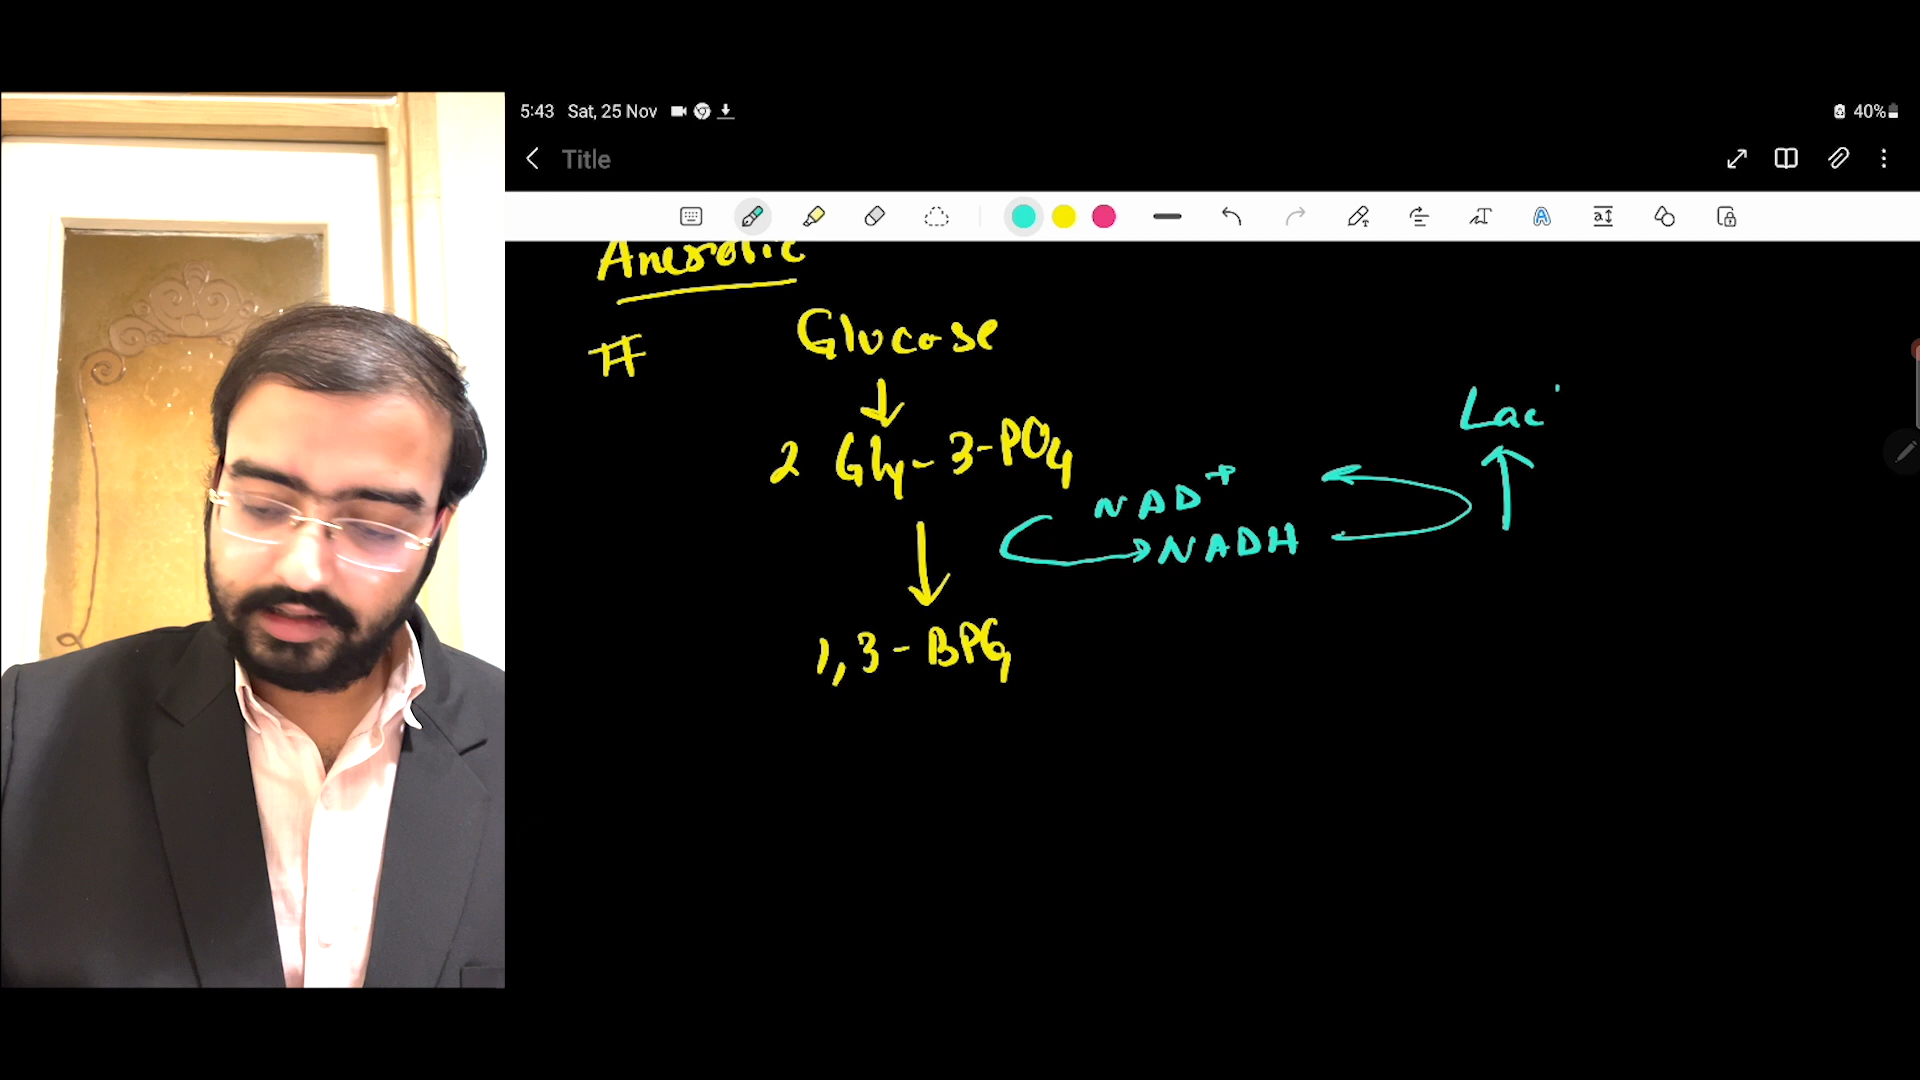 5:43 Sat, 25 Nov
40%
Title
Anerobic
Glucose
2 Gly-3-PO4
Lac
NAD+
NADH
1,3-BPG